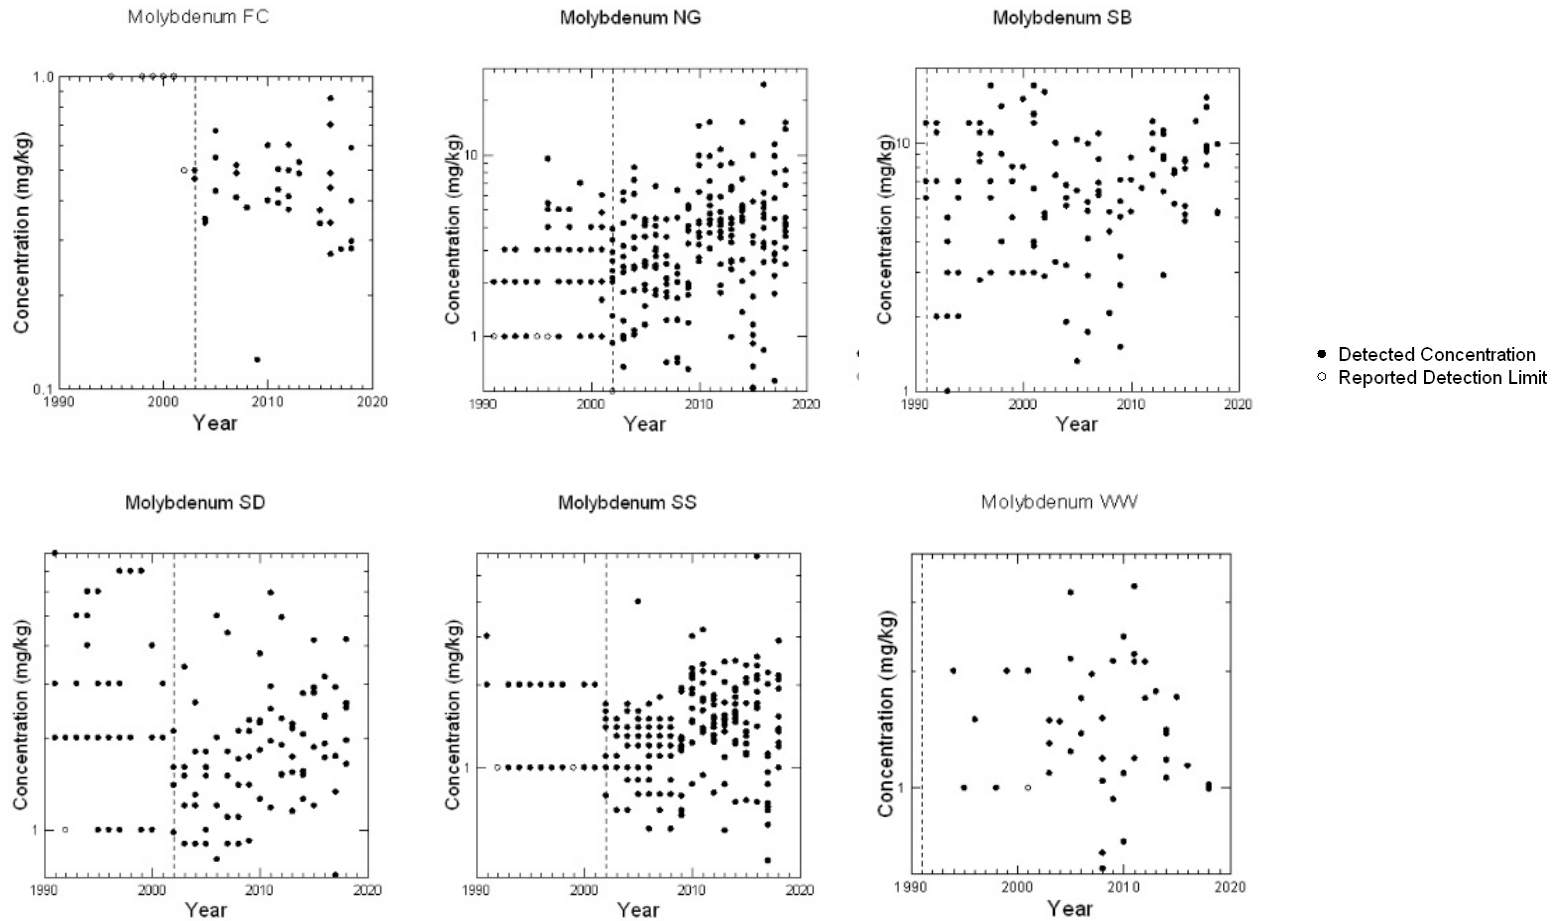 Molybdenum FC
Molybdenum NG
Molybdenum SB
Concentration (mg/kg)
1.0
0.1
1990
2000
2010
2020
Year
Concentration (mg/kg)
10
1
1990
2000
2010
2020
Year
Concentration (mg/kg)
10
1
1990
2000
2010
2020
Year
Detected Concentration
Reported Detection Limit
Molybdenum SD
Molybdenum SS
Molybdenum WW
Concentration (mg/kg)
1
1990
2000
2010
2020
Year
Concentration (mg/kg)
1
1990
2000
2010
2020
Year
Concentration (mg/kg)
1
1990
2000
2010
2020
Year